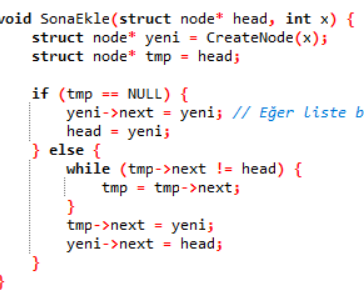 void SonaEkle(struct node* head, int x) {
    struct node* yeni = CreateNode(x);
    struct node* tmp = head;

    if (tmp == NULL) {
        yeni->next = yeni; // Eğer liste b
        head = yeni;
    } else {
        while (tmp->next != head) {
            tmp = tmp->next;
        }
        tmp->next = yeni;
        yeni->next = head;
    }
}